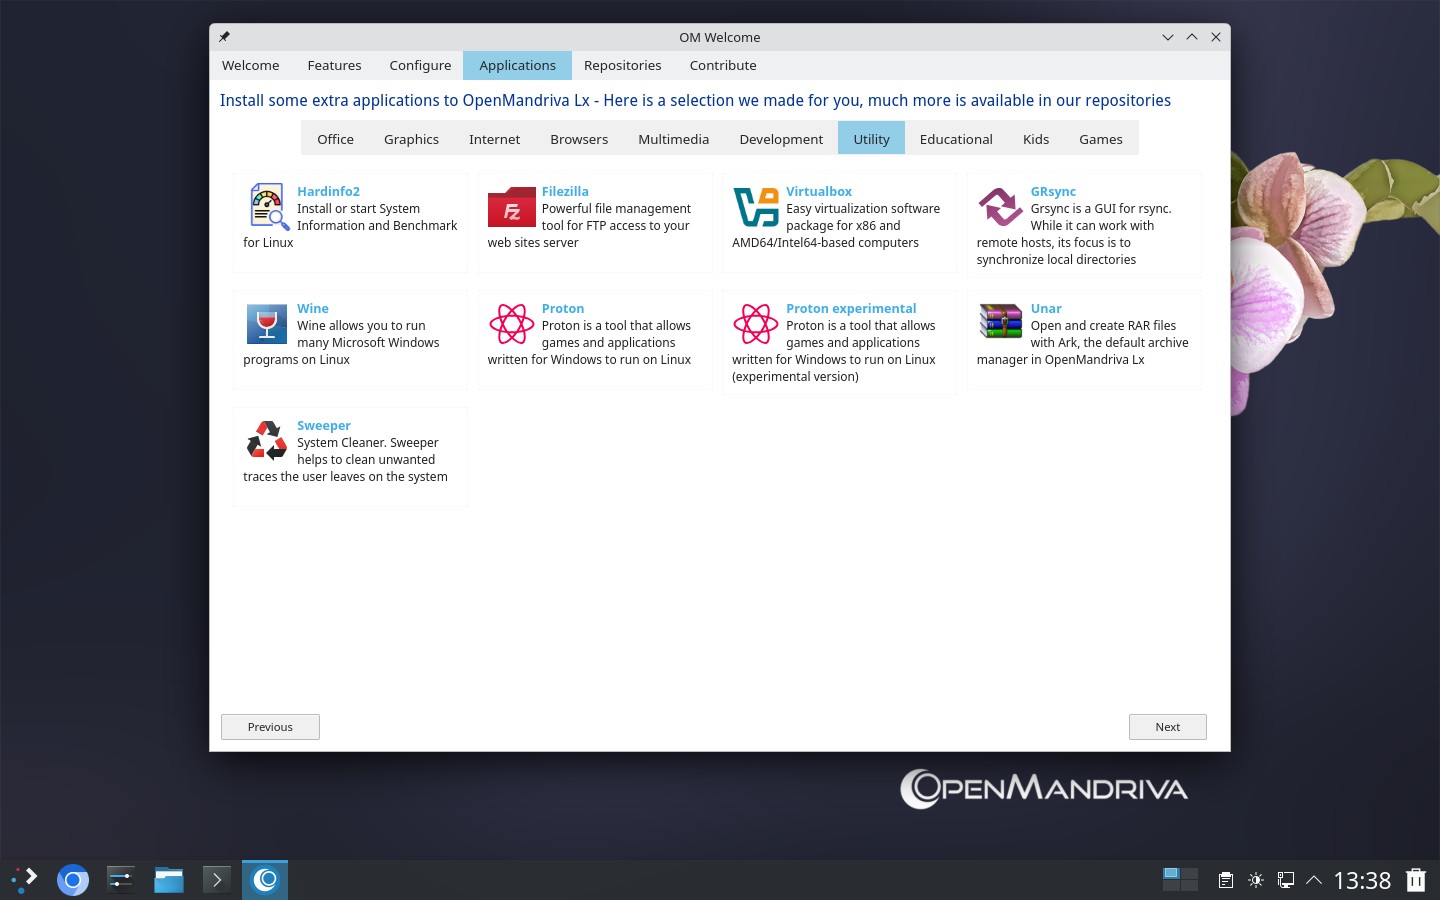 OM Welcome
Welcome Features Configure Applications Repositories Contribute
Install some extra applications to OpenMandriva Lx - Here is a selection we made for you, much more is available in our repositories
Office Graphics Internet Browsers Multimedia Development Utility Educational Kids Games
Hardinfo2
Install or start System
Information and Benchmark
for Linux
Filezilla
Powerful file management
tool for FTP access to your
web sites server
Virtualbox
Easy virtualization software
package for x86 and
AMD64/Intel64-based computers
GRsync
Grsync is a GUI for rsync.
While it can work with
remote hosts, its focus is to
synchronize local directories
Wine
Wine allows you to run
many Microsoft Windows
programs on Linux
Proton
Proton is a tool that allows
games and applications
written for Windows to run on Linux
Proton experimental
Proton is a tool that allows
games and applications
written for Windows to run on Linux
(experimental version)
Unar
Open and create RAR files
with Ark, the default archive
manager in OpenMandriva Lx
Sweeper
System Cleaner. Sweeper
helps to clean unwanted
traces the user leaves on the system
Previous Next
OPENMANDRIVA
13:38